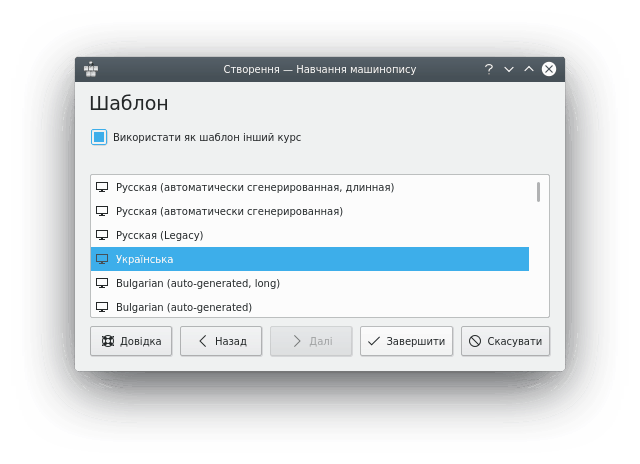 Створення — Навчання машинопису
Шаблон
Використати як шаблон інший курс
Русская (автоматически сгенерированная, длинная)
Русская (автоматически сгенерированная)
Русская (Legacy)
Українська
Bulgarian (auto-generated, long)
Bulgarian (auto-generated)
Довідка Назад Далі Завершити Скасувати